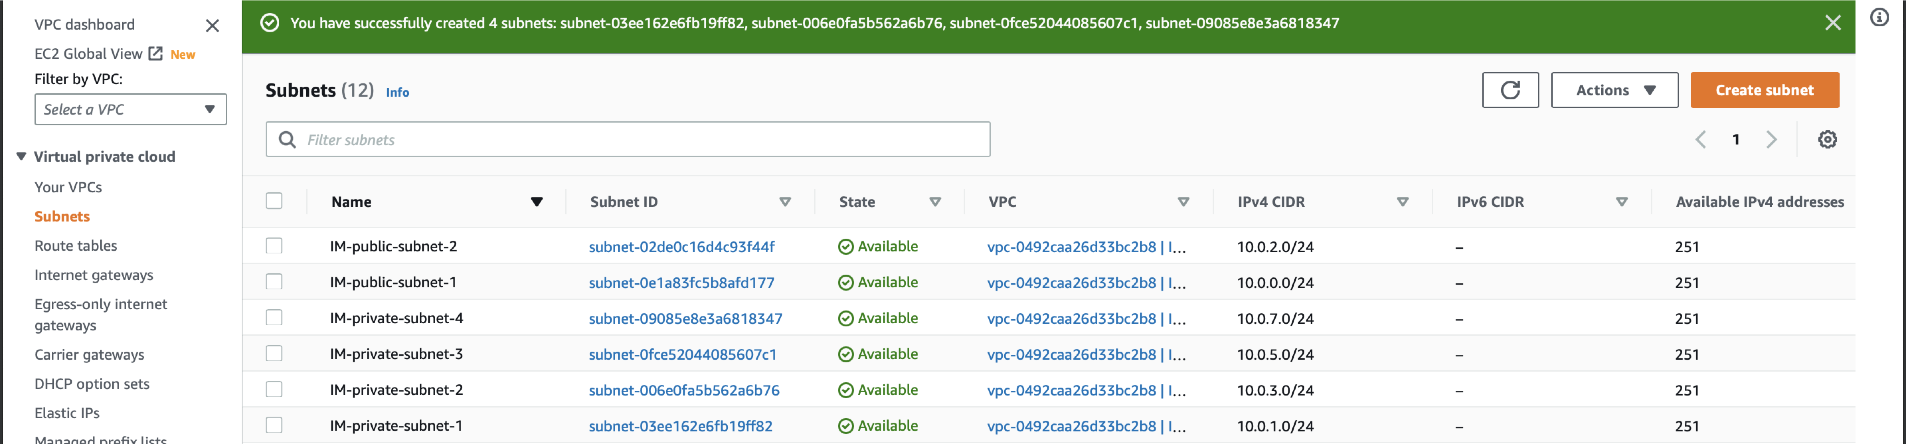 VPC dashboard
EC2 Global View New
Filter by VPC:
Select a VPC
Virtual private cloud
Your VPCs
Subnets
Route tables
Internet gateways
Egress-only internet
gateways
Carrier gateways
DHCP option sets
Elastic IPs
Managed prefix lists
You have successfully created 4 subnets: subnet-03ee162e6fb19ff82, subnet-006e0fa5b562a6b76, subnet-0fce52044085607c1, subnet-09085e8e3a6818347
Subnets (12) Info
Actions
Create subnet
Filter subnets
1
Name Subnet ID State VPC IPv4 CIDR IPv6 CIDR Available IPv4 addresses
IM-public-subnet-2 subnet-02de0c16d4c93f44f Available vpc-0492caa26d33bc2b8 | I... 10.0.2.0/24 – 251
IM-public-subnet-1 subnet-0e1a83fc5b8afd177 Available vpc-0492caa26d33bc2b8 | I... 10.0.0.0/24 – 251
IM-private-subnet-4 subnet-09085e8e3a6818347 Available vpc-0492caa26d33bc2b8 | I... 10.0.7.0/24 – 251
IM-private-subnet-3 subnet-0fce52044085607c1 Available vpc-0492caa26d33bc2b8 | I... 10.0.5.0/24 – 251
IM-private-subnet-2 subnet-006e0fa5b562a6b76 Available vpc-0492caa26d33bc2b8 | I... 10.0.3.0/24 – 251
IM-private-subnet-1 subnet-03ee162e6fb19ff82 Available vpc-0492caa26d33bc2b8 | I... 10.0.1.0/24 – 251